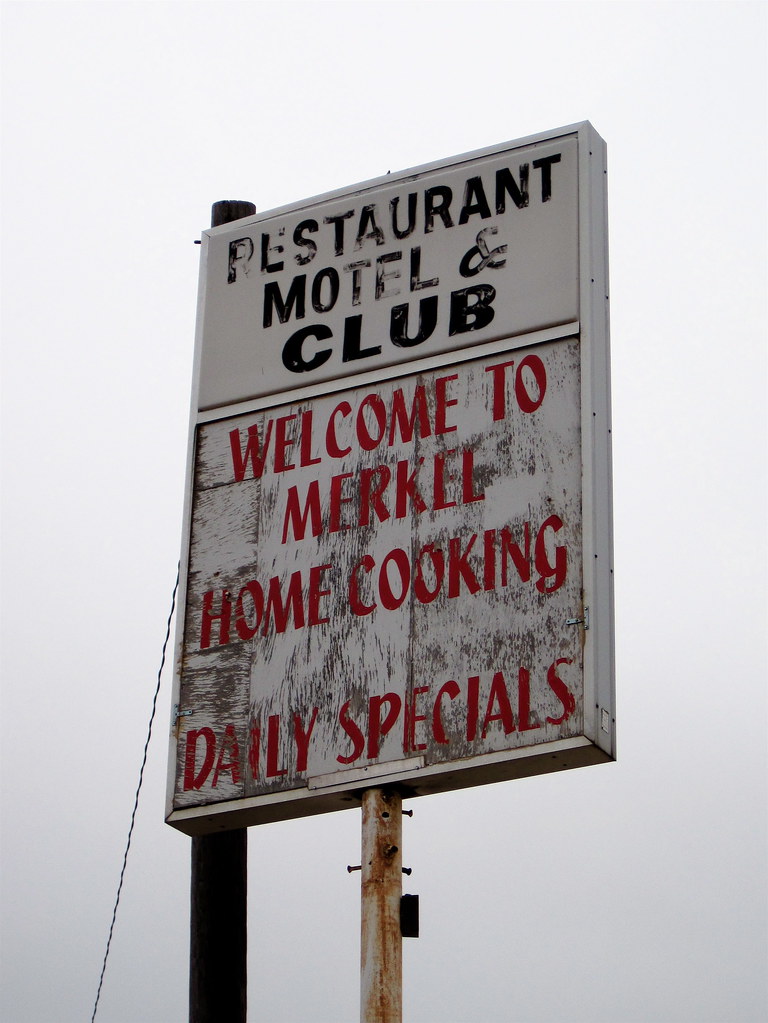 RESTAURANT
MOTEL &
CLUB
WELCOME TO
MERKEL
HOME COOKING
DAILY SPECIALS